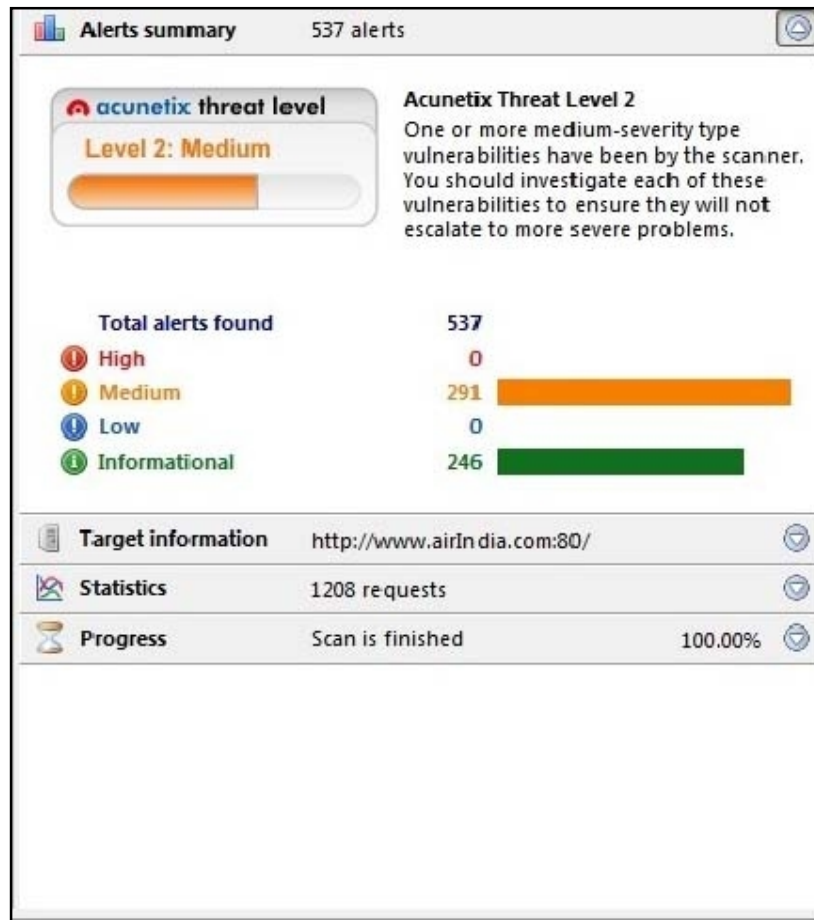 Alerts summary 537 alerts
acunetix threat level
Level 2: Medium
Acunetix Threat Level 2
One or more medium-severity type
vulnerabilities have been by the scanner.
You should investigate each of these
vulnerabilities to ensure they will not
escalate to more severe problems.
Total alerts found 537
High 0
Medium 291
Low 0
Informational 246
Target information http://www.airIndia.com:80/
Statistics 1208 requests
Progress Scan is finished 100.00%